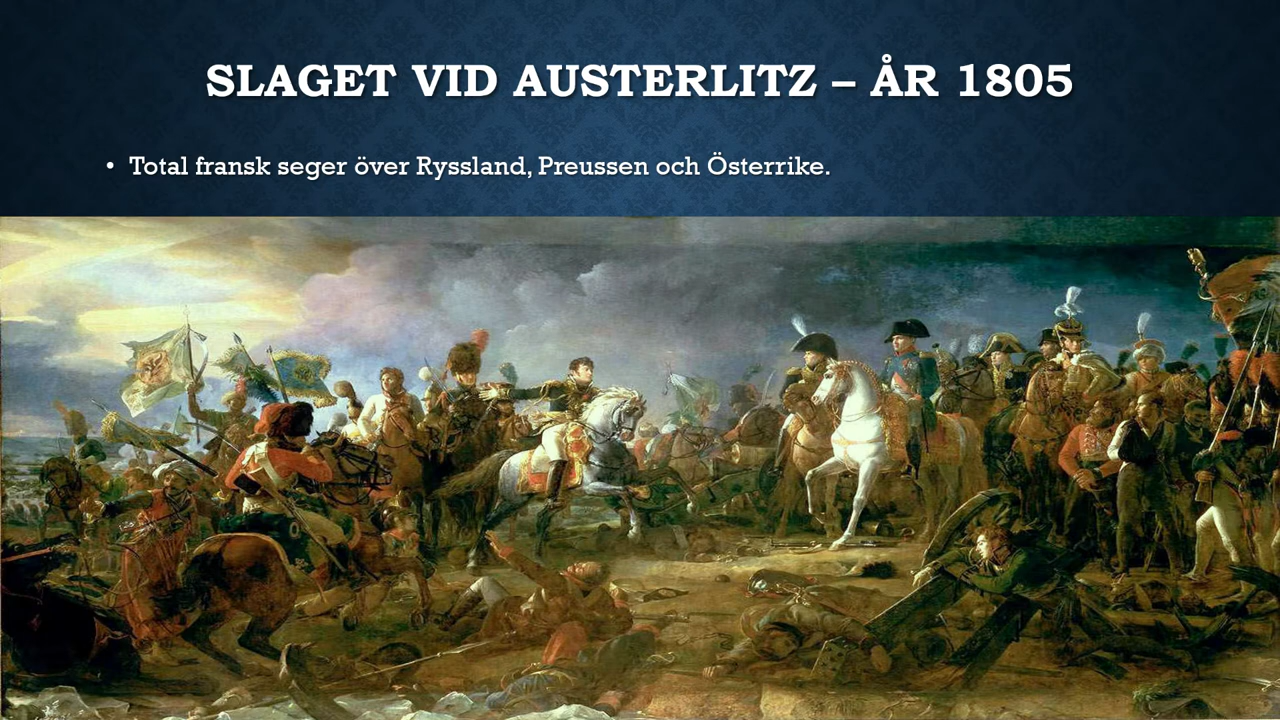 SLAGET VID AUSTERLITZ – ÅR 1805
• Total fransk seger över Ryssland, Preussen och Österrike.